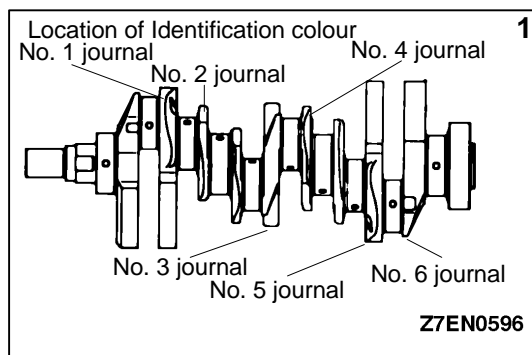 Location of Identification colour 1
No. 1 journal
No. 4 journal
No. 2 journal
No. 3 journal
No. 5 journal
No. 6 journal
Z7EN0596